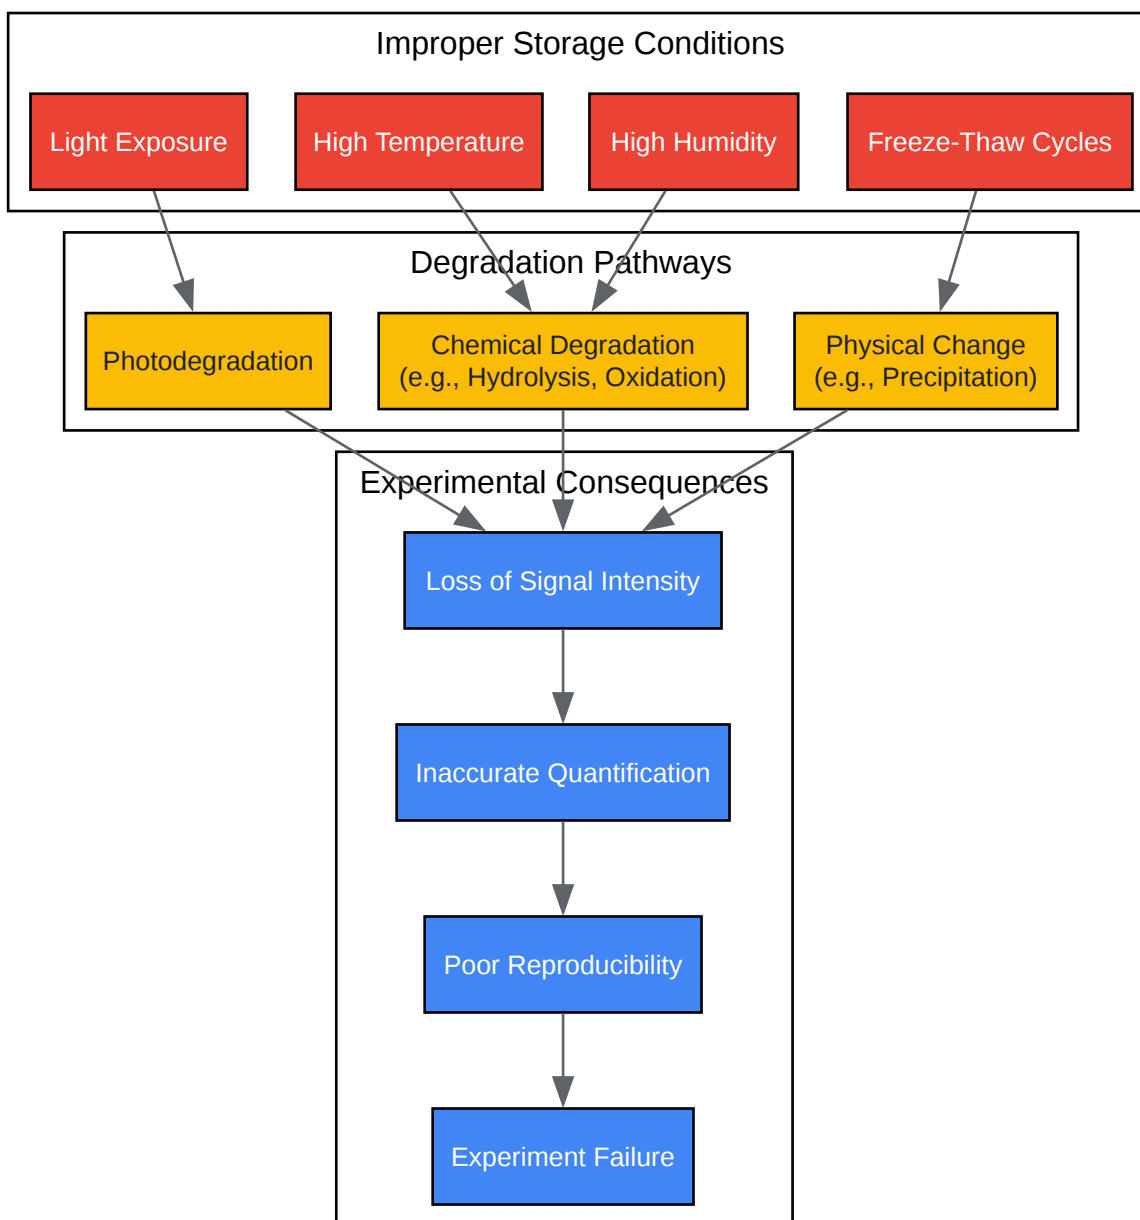 Improper Storage Conditions
Light Exposure
High Temperature
High Humidity
Freeze-Thaw Cycles
Degradation Pathways
Photodegradation
Chemical Degradation
(e.g., Hydrolysis, Oxidation)
Physical Change
(e.g., Precipitation)
Experimental Consequences
Loss of Signal Intensity
Inaccurate Quantification
Poor Reproducibility
Experiment Failure